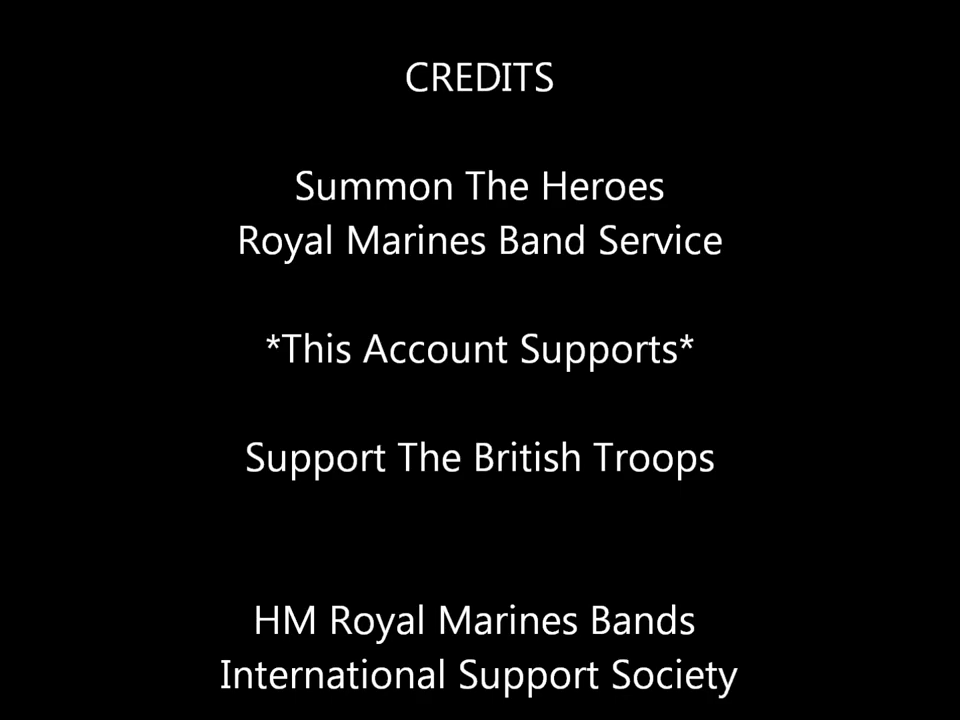 CREDITS
Summon The Heroes
Royal Marines Band Service
*This Account Supports*
Support The British Troops
HM Royal Marines Bands
International Support Society